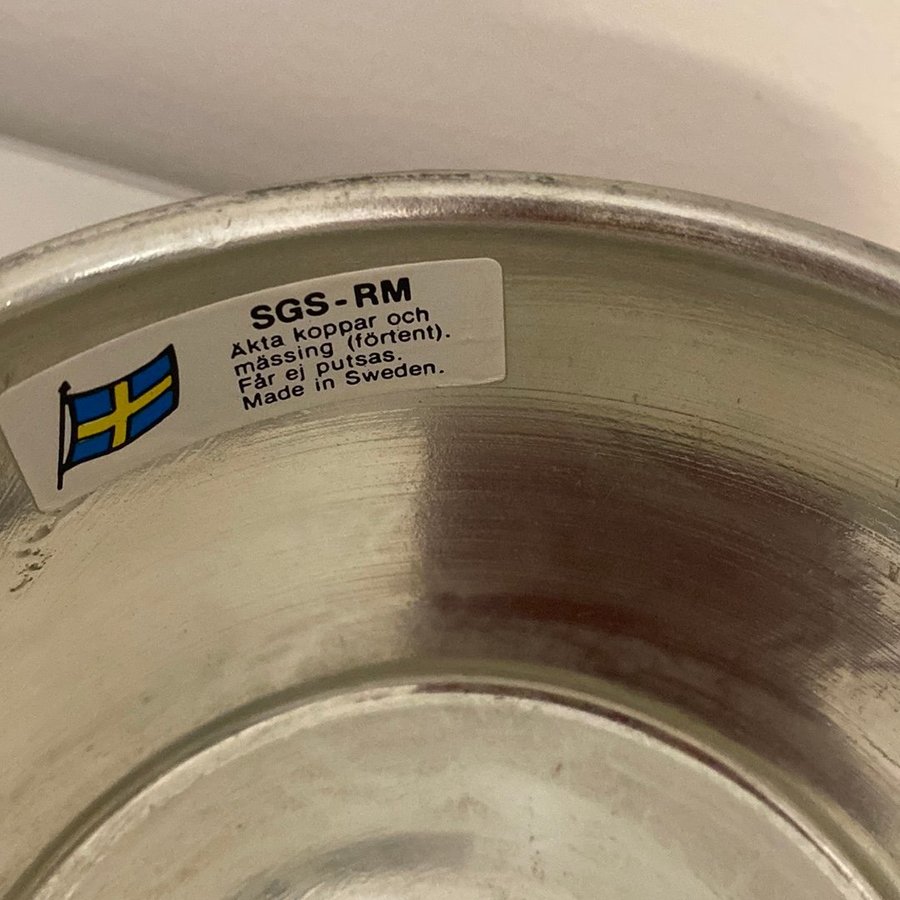 SGS-RM
Äkta koppar och
mässing (förtent).
Får ej putsas.
Made in Sweden.